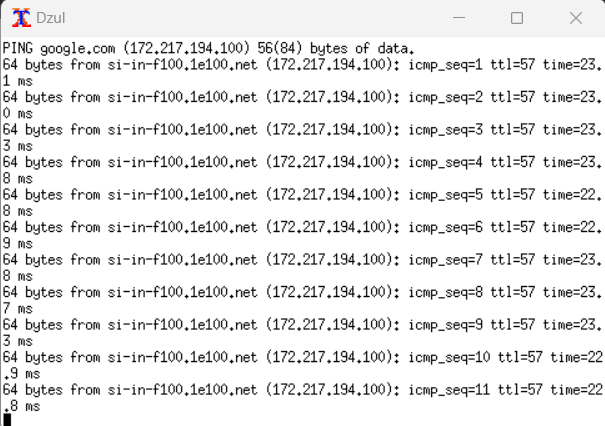 Dzul
PING google.com (172.217.194.100) 56(84) bytes of data.
64 bytes from si-in-f100.1e100.net (172.217.194.100): icmp_seq=1 ttl=57 time=23.
1 ms
64 bytes from si-in-f100.1e100.net (172.217.194.100): icmp_seq=2 ttl=57 time=23.
0 ms
64 bytes from si-in-f100.1e100.net (172.217.194.100): icmp_seq=3 ttl=57 time=23.
3 ms
64 bytes from si-in-f100.1e100.net (172.217.194.100): icmp_seq=4 ttl=57 time=23.
8 ms
64 bytes from si-in-f100.1e100.net (172.217.194.100): icmp_seq=5 ttl=57 time=22.
8 ms
64 bytes from si-in-f100.1e100.net (172.217.194.100): icmp_seq=6 ttl=57 time=22.
9 ms
64 bytes from si-in-f100.1e100.net (172.217.194.100): icmp_seq=7 ttl=57 time=23.
8 ms
64 bytes from si-in-f100.1e100.net (172.217.194.100): icmp_seq=8 ttl=57 time=23.
7 ms
64 bytes from si-in-f100.1e100.net (172.217.194.100): icmp_seq=9 ttl=57 time=23.
3 ms
64 bytes from si-in-f100.1e100.net (172.217.194.100): icmp_seq=10 ttl=57 time=22
.9 ms
64 bytes from si-in-f100.1e100.net (172.217.194.100): icmp_seq=11 ttl=57 time=22
.8 ms